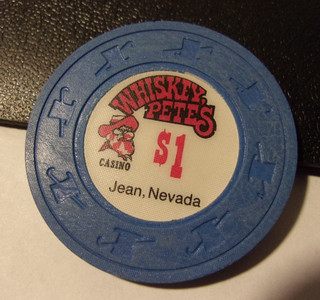 WHISKEY
PETE'S
$1
CASINO
Jean, Nevada